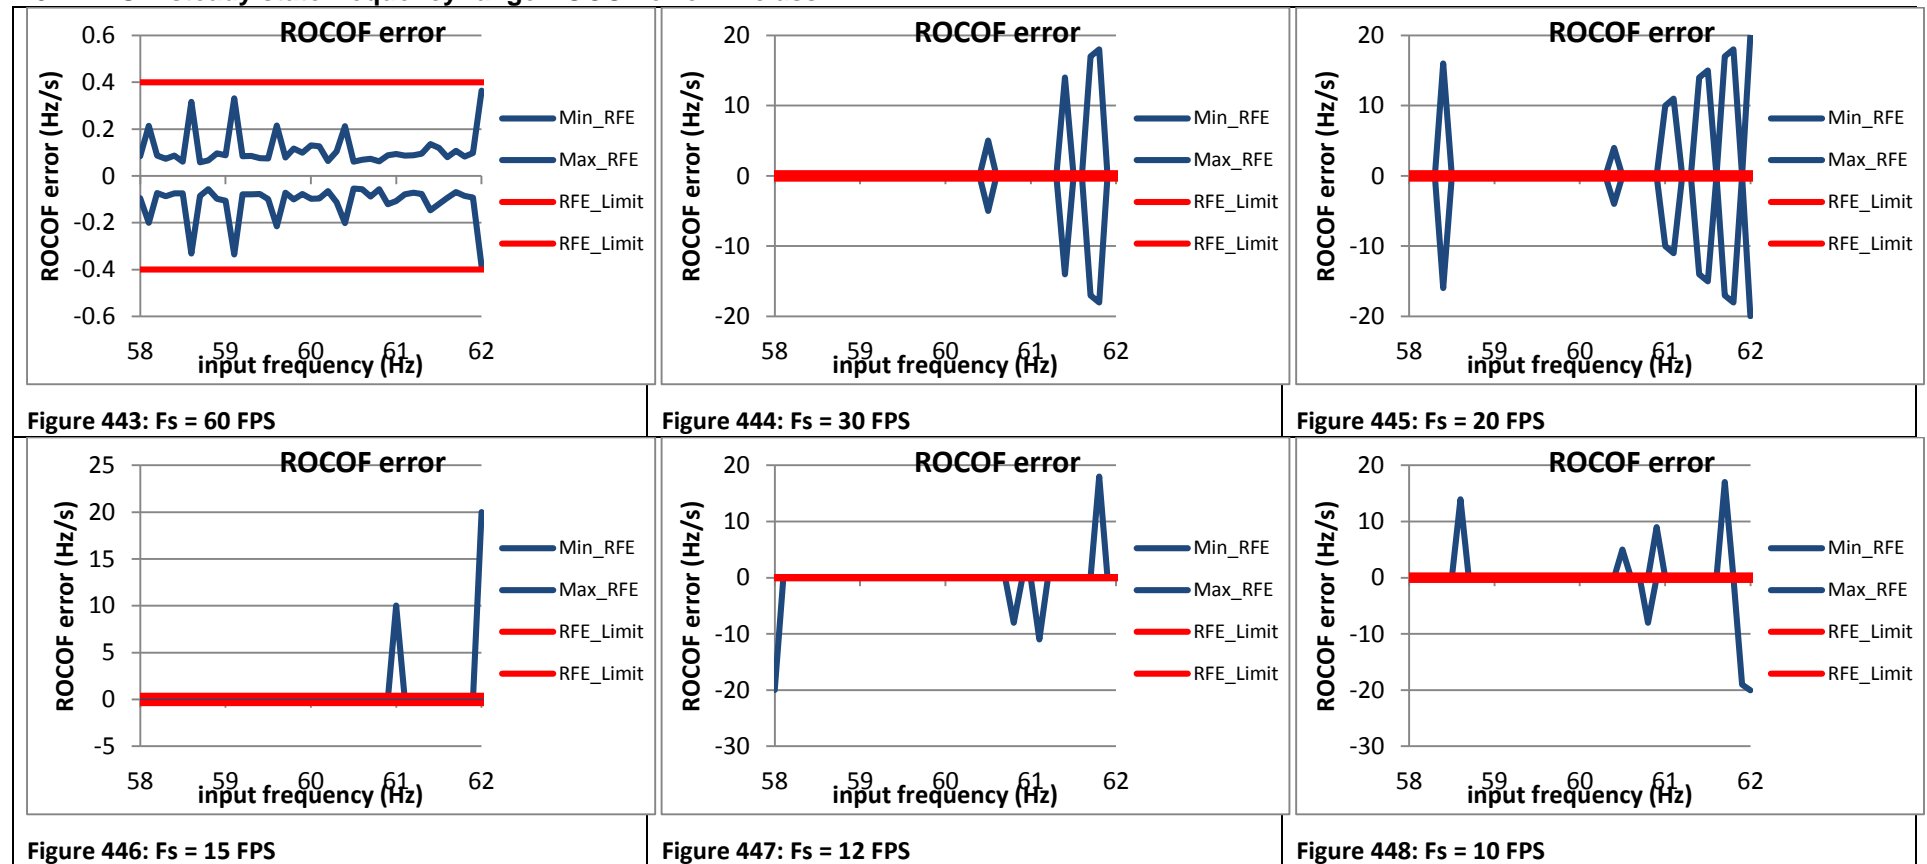 ROCOF error
ROCOF error (Hz/s)
0.6
0.4
0.2
0
-0.2
-0.4
-0.6
58
59
60
61
62
input frequency (Hz)
Min_RFE
Max_RFE
RFE_Limit
RFE_Limit
Figure 443: Fs = 60 FPS
ROCOF error
ROCOF error (Hz/s)
20
10
0
-10
-20
58
59
60
61
62
input frequency (Hz)
Min_RFE
Max_RFE
RFE_Limit
RFE_Limit
Figure 444: Fs = 30 FPS
ROCOF error
ROCOF error (Hz/s)
20
10
0
-10
-20
58
59
60
61
62
input frequency (Hz)
Min_RFE
Max_RFE
RFE_Limit
RFE_Limit
Figure 445: Fs = 20 FPS
ROCOF error
ROCOF error (Hz/s)
25
20
15
10
5
0
-5
58
59
60
61
62
input frequency (Hz)
Min_RFE
Max_RFE
RFE_Limit
RFE_Limit
Figure 446: Fs = 15 FPS
ROCOF error
ROCOF error (Hz/s)
20
10
0
-10
-20
-30
58
59
60
61
62
input frequency (Hz)
Min_RFE
Max_RFE
RFE_Limit
RFE_Limit
Figure 447: Fs = 12 FPS
ROCOF error
ROCOF error (Hz/s)
20
10
0
-10
-20
-30
58
59
60
61
62
input frequency (Hz)
Min_RFE
Max_RFE
RFE_Limit
RFE_Limit
Figure 448: Fs = 10 FPS